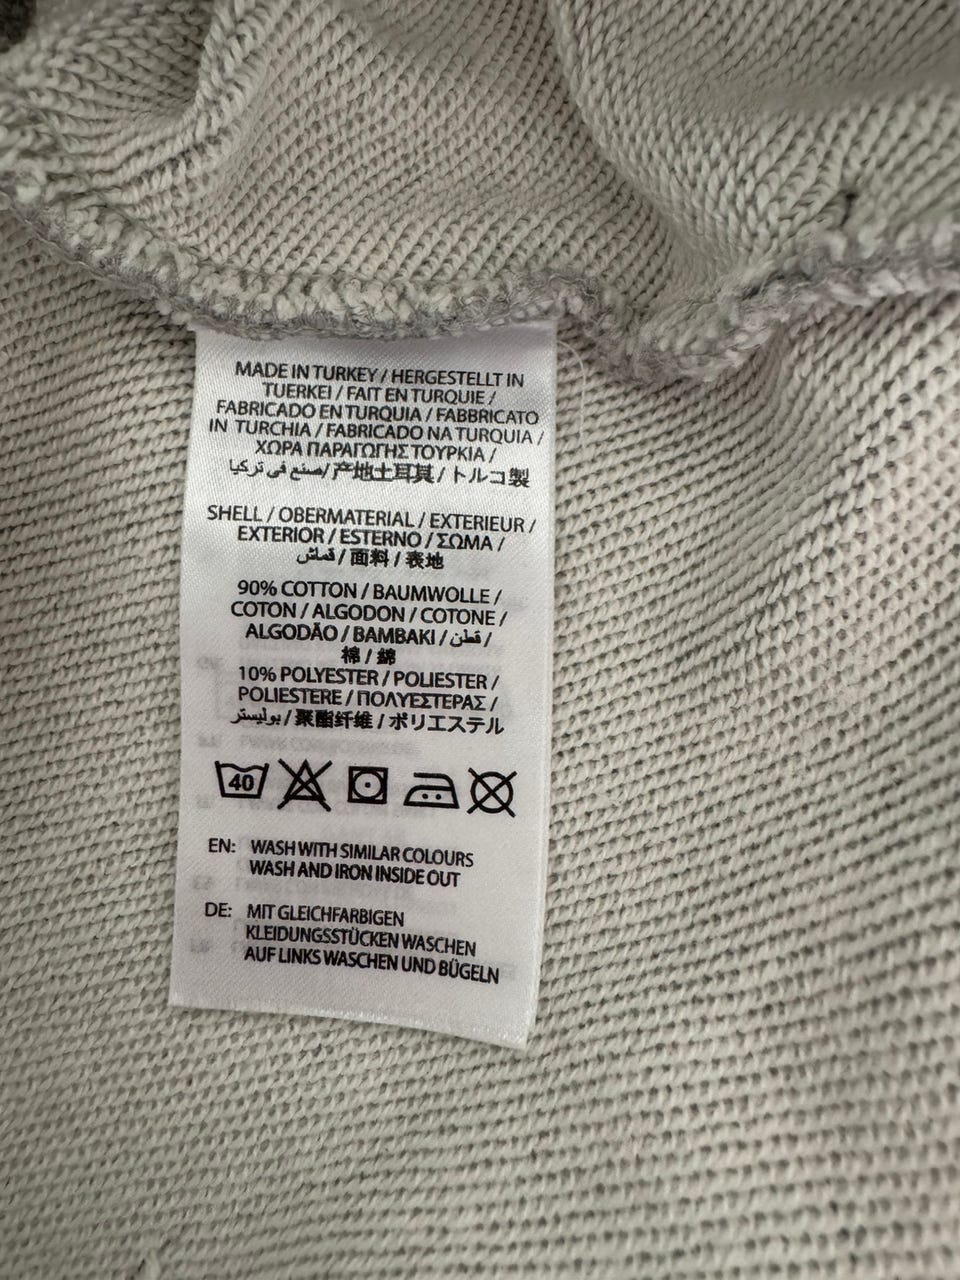 MADE IN TURKEY / HERGESTELLT IN
TUERKEI / FAIT EN TURQUIE /
FABRICADO EN TURQUIA / FABBRICATO
IN TURCHIA / FABRICADO NA TURQUIA /
ΧΩΡΑ ΠΑΡΑΓΩΓΗΣ ΤΟΥΡΚΙΑ /
صنع في تركيا / 产地土耳其 / トルコ製
SHELL / OBERMATERIAL / EXTERIEUR /
EXTERIOR / ESTERNO / ΣΩΜΑ /
قماش / 面料 / 表地
90% COTTON / BAUMWOLLE /
COTON / ALGODON / COTONE /
ALGODÃO / BAMBAKI / قطن /
棉 / 綿
10% POLYESTER / POLIESTER /
POLIESTERE / ΠΟΛΥΕΣΤΕΡΑΣ /
بوليستر / 聚酯纤维 / ポリエステル
40
EN: WASH WITH SIMILAR COLOURS
WASH AND IRON INSIDE OUT
DE: MIT GLEICHFARBIGEN
KLEIDUNGSSTÜCKEN WASCHEN
AUF LINKS WASCHEN UND BÜGELN